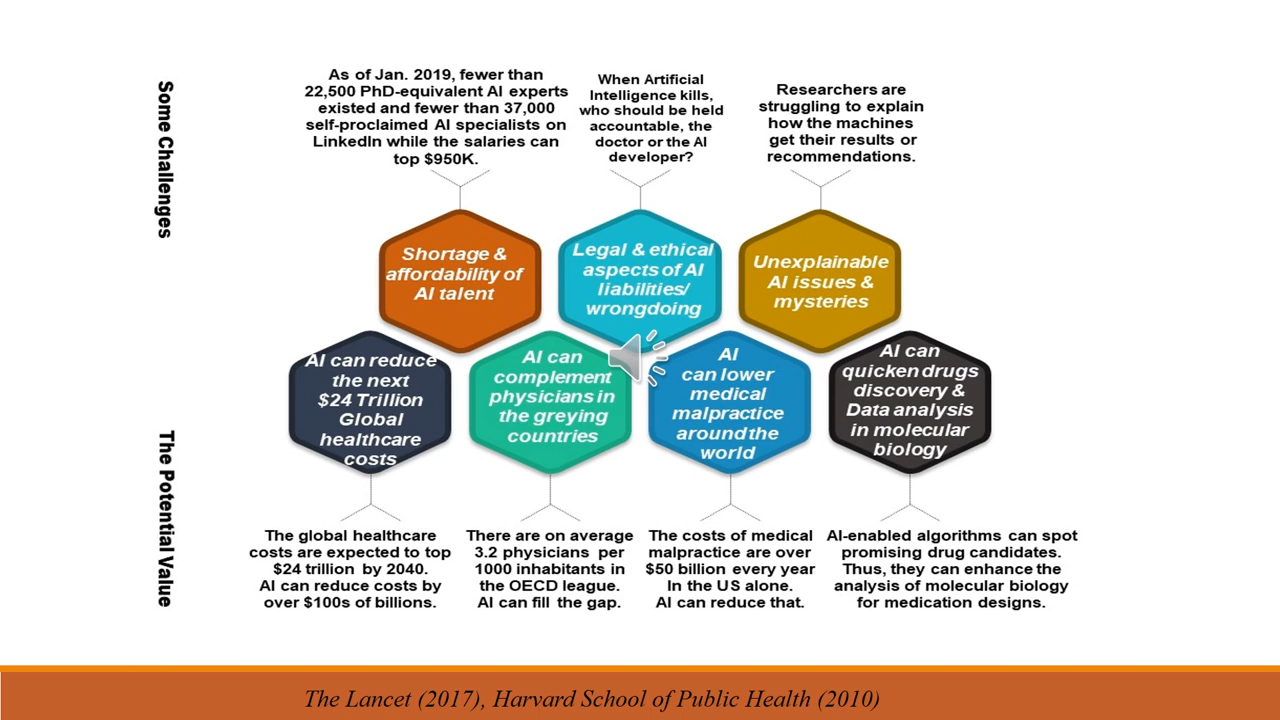 Some Challenges
As of Jan. 2019, fewer than
22,500 PhD-equivalent AI experts
existed and fewer than 37,000
self-proclaimed AI specialists on
LinkedIn while the salaries can
top $950K.
When Artificial
Intelligence kills,
who should be held
accountable, the
doctor or the AI
developer?
Researchers are
struggling to explain
how the machines
get their results or
recommendations.
Shortage &
affordability of
AI talent
Legal & ethical
aspects of AI
liabilities/
wrongdoing
Unexplainable
AI issues &
mysteries
The Potential Value
AI can reduce
the next
$24 Trillion
Global
healthcare
costs
AI can
complement
physicians in
the greying
countries
AI
can lower
medical
malpractice
around the
world
AI can
quicken drugs
discovery &
Data analysis
in molecular
biology
The global healthcare
costs are expected to top
$24 trillion by 2040.
AI can reduce costs by
over $100s of billions.
There are on average
3.2 physicians per
1000 inhabitants in
the OECD league.
AI can fill the gap.
The costs of medical
malpractice are over
$50 billion every year
In the US alone.
AI can reduce that.
AI-enabled algorithms can spot
promising drug candidates.
Thus, they can enhance the
analysis of molecular biology
for medication designs.
The Lancet (2017), Harvard School of Public Health (2010)